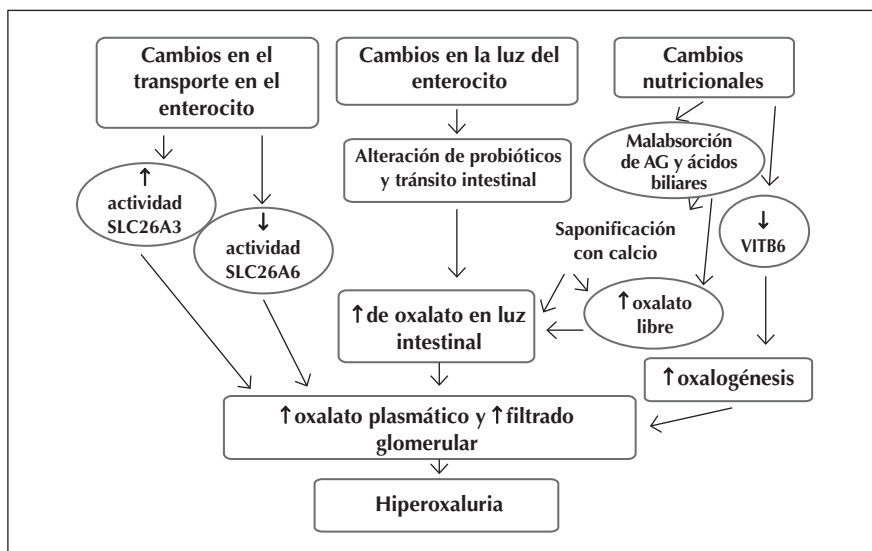 Cambios en el
transporte en el
enterocito
Cambios en la luz del
enterocito
Cambios
nutricionales
↑
actividad
SLC26A3
↓
actividad
SLC26A6
Alteración de probióticos
y tránsito intestinal
Malabsorción
de AG y ácidos
biliares
↓
VITB6
Saponificación
con calcio
↑oxalato
libre
↑de oxalato en luz
intestinal
↑oxalogénesis
↑oxalato plasmático y ↑filtrado
glomerular
Hiperoxaluria